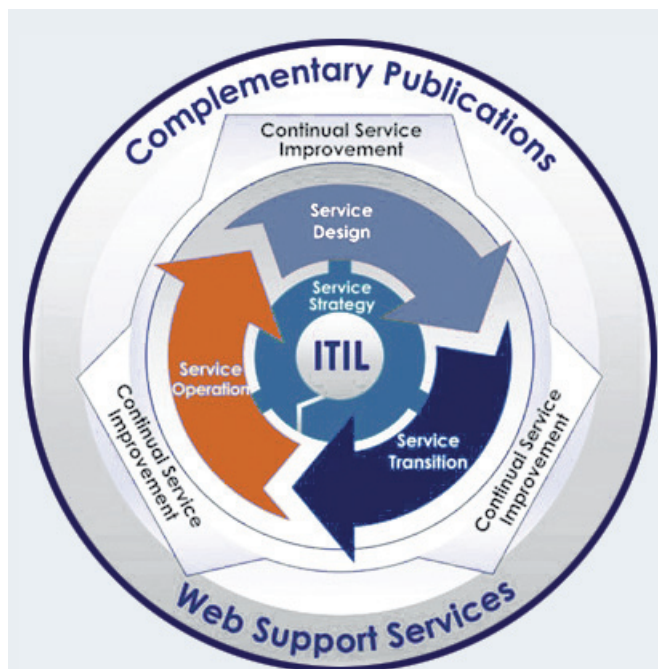 Complementary Publications
Continual Service
Improvement
Service
Design
Service
Strategy
ITIL
Service
Operation
Service
Transition
Continual Service
Improvement
Continual Service
Improvement
Web Support Services